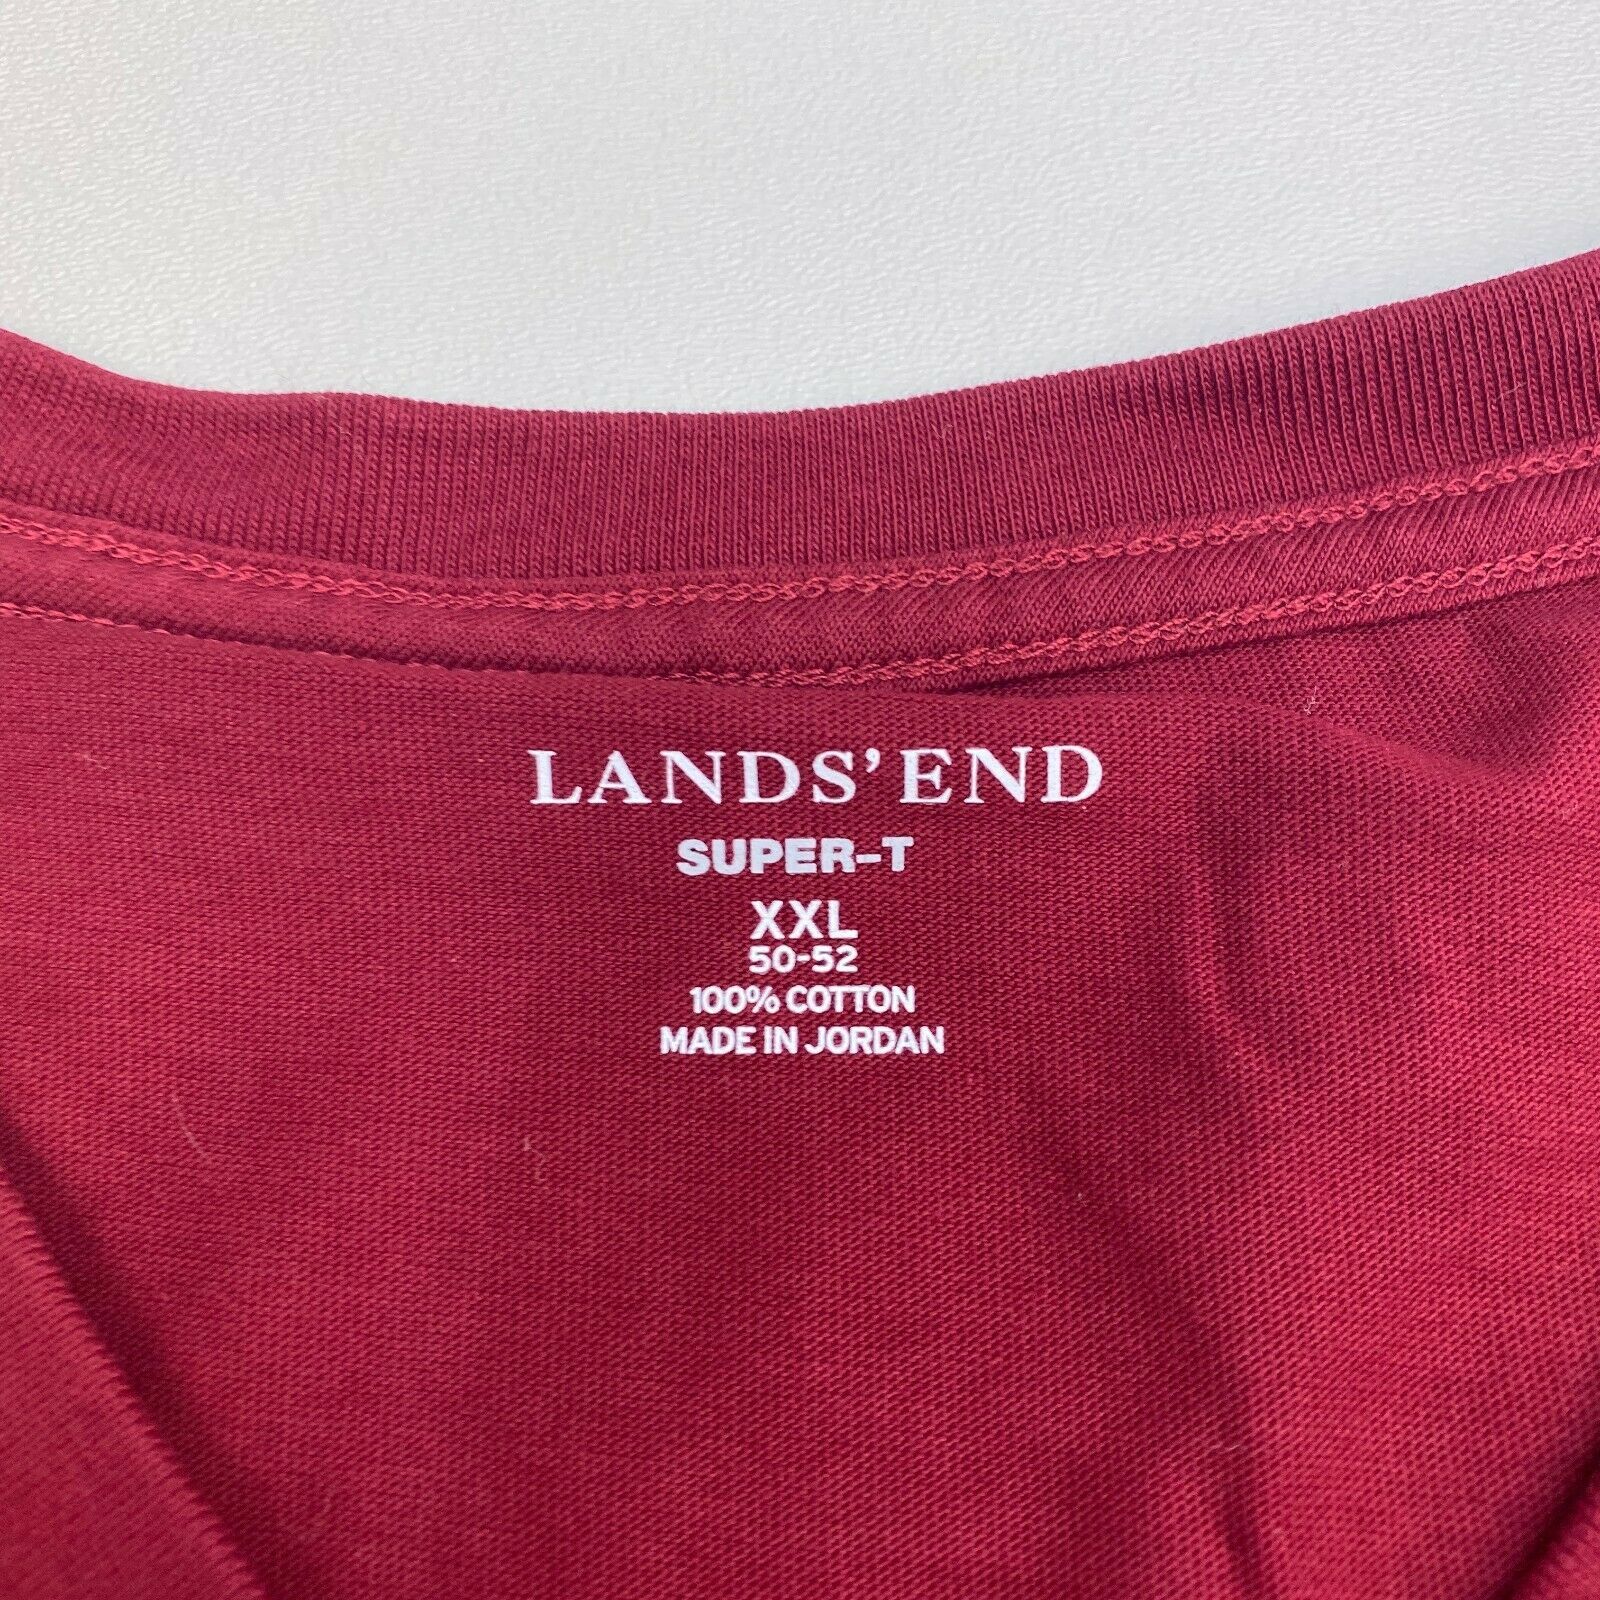 LANDS’ END
SUPER-T
XXL
50-52
100% COTTON
MADE IN JORDAN